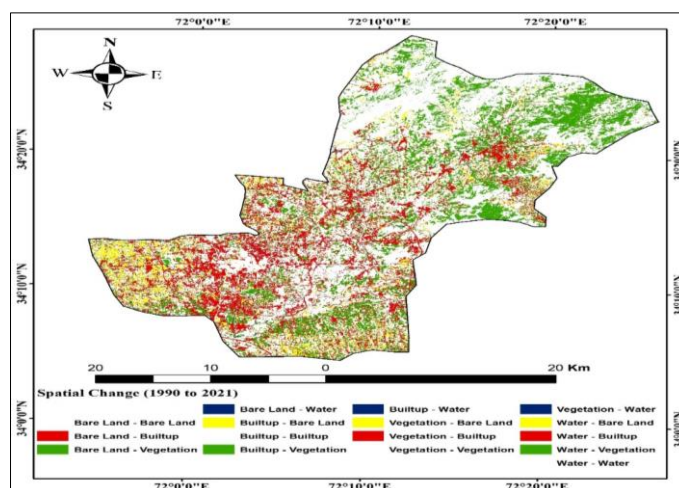 72°0'0"E 72°10'0"E 72°20'0"E
N
W E
S
34°20'0"N
34°10'0"N
34°0'0"N
20 10 0 20 Km
Spatial Change (1990 to 2021)
Bare Land - Water Builtup - Water Vegetation - Water
Bare Land - Bare Land Builtup - Bare Land Vegetation - Bare Land Water - Bare Land
Bare Land - Builtup Builtup - Builtup Vegetation - Builtup Water - Builtup
Bare Land - Vegetation Builtup - Vegetation Vegetation - Vegetation Water - Vegetation
Water - Water
72°0'0"E 72°10'0"E 72°20'0"E